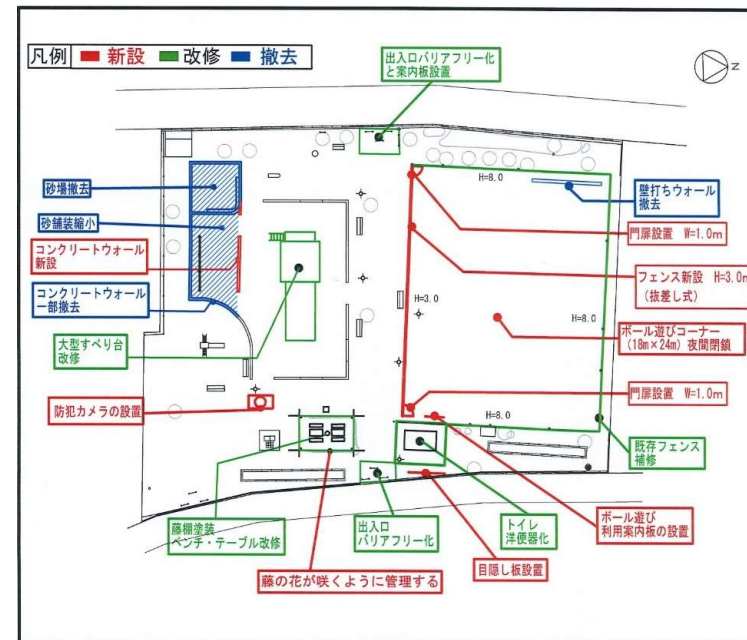 凡例 新設 改修 撤去
出入口バリアフリー化
と案内板設置
N
砂場撤去
砂舗装縮小
コンクリートウォール
新設
コンクリートウォール
一部撤去
大型すべり台
改修
防犯カメラの設置
藤棚塗装
ベンチ・テーブル改修
藤の花が咲くように管理する
出入口
バリアフリー化
トイレ
洋便器化
目隠し板設置
ボール遊び
利用案内板の設置
既存フェンス
補修
門扉設置 W=1.0m
ボール遊びコーナー
(18m×24m) 夜間閉鎖
フェンス新設 H=3.0m
(抜差し式)
門扉設置 W=1.0m
壁打ちウォール
撤去
H=8.0
H=3.0
H=8.0
H=8.0